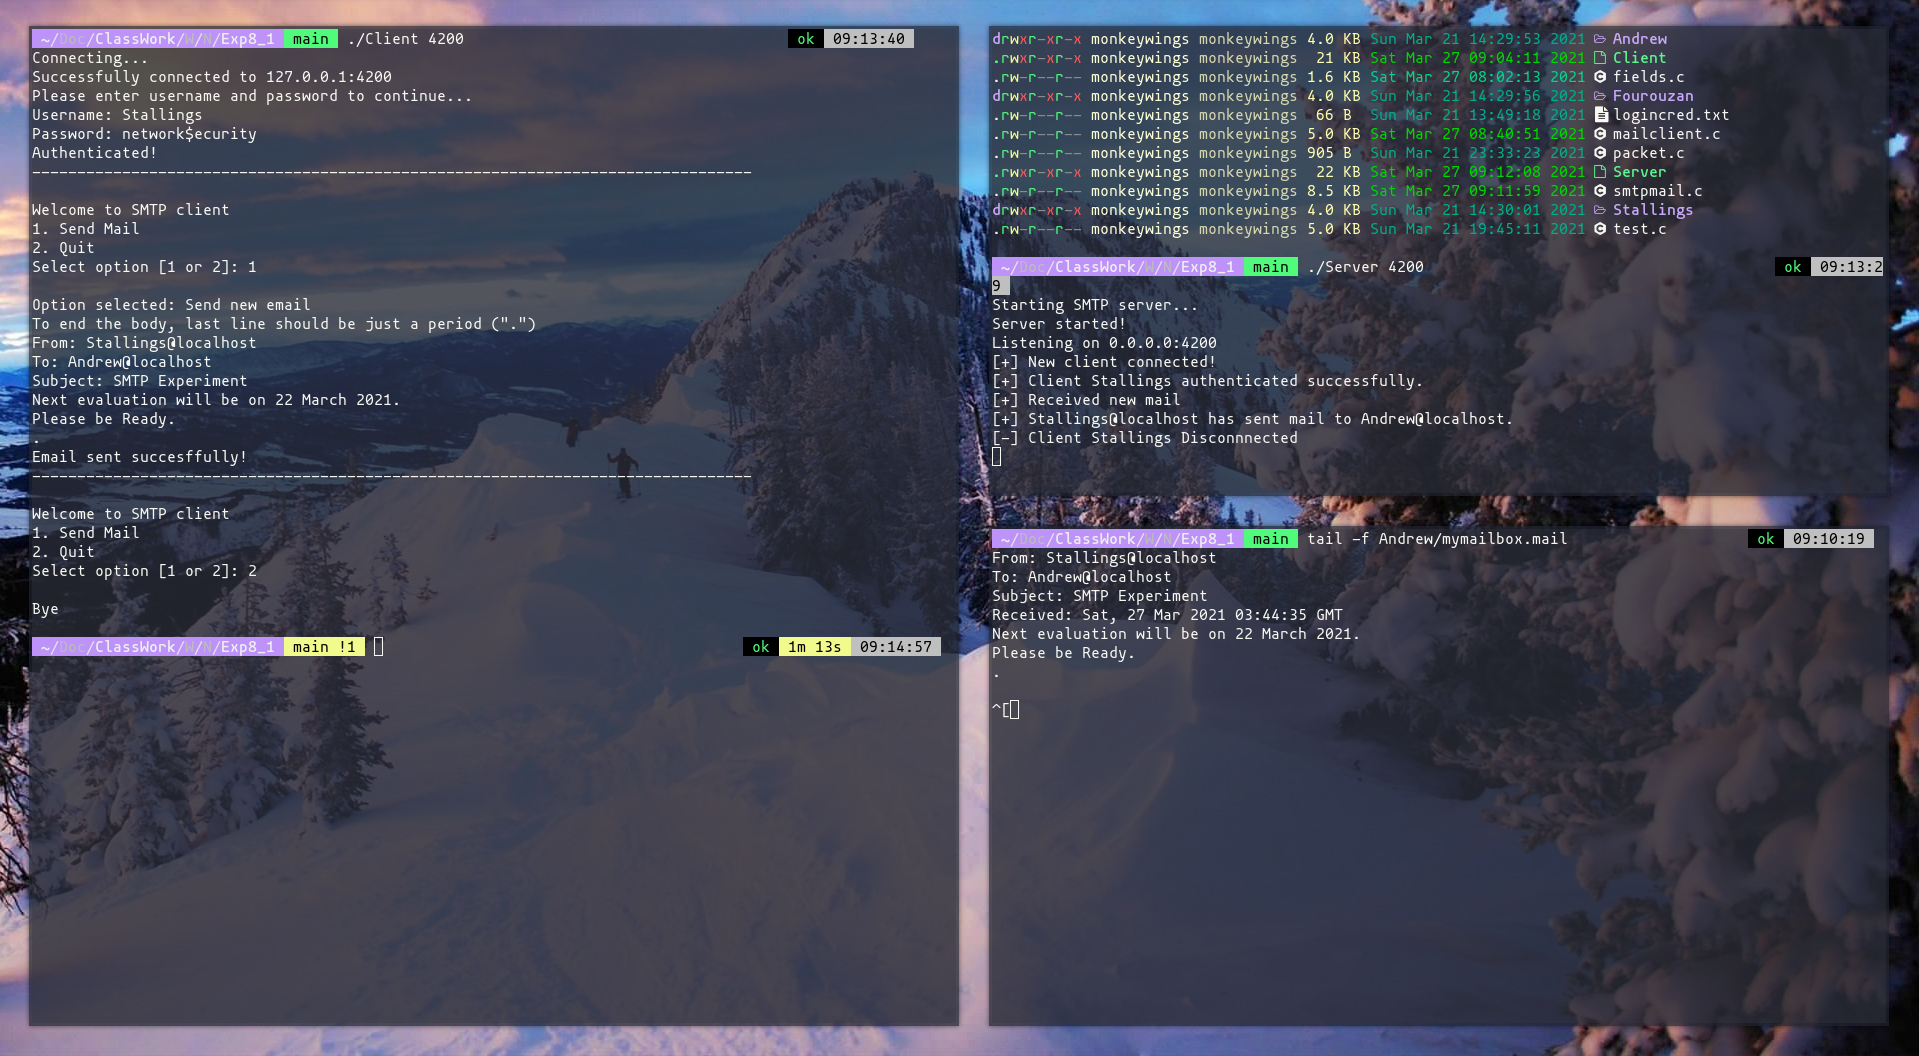 ~/Doc/ClassWork/W/N/Exp8_1 main ./Client 4200 ok 09:13:40
Connecting...
Successfully connected to 127.0.0.1:4200
Please enter username and password to continue...
Username: Stallings
Password: network$ecurity
Authenticated!
--------------------------------------------------------------------------------
Welcome to SMTP client
1. Send Mail
2. Quit
Select option [1 or 2]: 1
Option selected: Send new email
To end the body, last line should be just a period (".")
From: Stallings@localhost
To: Andrew@localhost
Subject: SMTP Experiment
Next evaluation will be on 22 March 2021.
Please be Ready.
.
Email sent succesffully!
--------------------------------------------------------------------------------
Welcome to SMTP client
1. Send Mail
2. Quit
Select option [1 or 2]: 2
Bye
~/Doc/ClassWork/W/N/Exp8_1 main !1 ok 1m 13s 09:14:57
drwxr-xr-x monkeywings monkeywings 4.0 KB Sun Mar 21 14:29:53 2021 Andrew
.rwxr-xr-x monkeywings monkeywings 21 KB Sat Mar 27 09:04:11 2021 Client
.rw-r--r-- monkeywings monkeywings 1.6 KB Sat Mar 27 08:02:13 2021 fields.c
drwxr-xr-x monkeywings monkeywings 4.0 KB Sun Mar 21 14:29:56 2021 Fourouzan
.rw-r--r-- monkeywings monkeywings 66 B Sun Mar 21 13:49:18 2021 logincred.txt
.rw-r--r-- monkeywings monkeywings 5.0 KB Sat Mar 27 08:40:51 2021 mailclient.c
.rw-r--r-- monkeywings monkeywings 905 B Sun Mar 21 23:33:23 2021 packet.c
.rwxr-xr-x monkeywings monkeywings 22 KB Sat Mar 27 09:12:08 2021 Server
.rw-r--r-- monkeywings monkeywings 8.5 KB Sat Mar 27 09:11:59 2021 smtpmail.c
drwxr-xr-x monkeywings monkeywings 4.0 KB Sun Mar 21 14:30:01 2021 Stallings
.rw-r--r-- monkeywings monkeywings 5.0 KB Sun Mar 21 19:45:11 2021 test.c
~/Doc/ClassWork/W/N/Exp8_1 main ./Server 4200 ok 09:13:2
9
Starting SMTP server...
Server started!
Listening on 0.0.0.0:4200
[+] New client connected!
[+] Client Stallings authenticated successfully.
[+] Received new mail
[+] Stallings@localhost has sent mail to Andrew@localhost.
[-] Client Stallings Disconnnected
~/Doc/ClassWork/W/N/Exp8_1 main tail -f Andrew/mymailbox.mail ok 09:10:19
From: Stallings@localhost
To: Andrew@localhost
Subject: SMTP Experiment
Received: Sat, 27 Mar 2021 03:44:35 GMT
Next evaluation will be on 22 March 2021.
Please be Ready.
.
^[